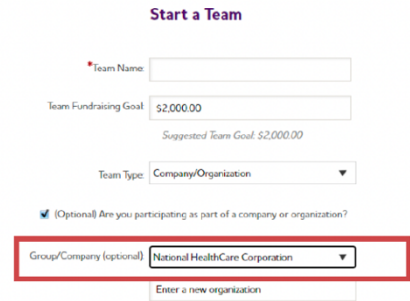 Start a Team
*Team Name:
Team Fundraising Goal: $2,000.00
Suggested Team Goal: $2,000.00
Team Type: Company/Organization
(Optional) Are you participating as part of a company or organization?
Group/Company (optional) National HealthCare Corporation
Enter a new organization